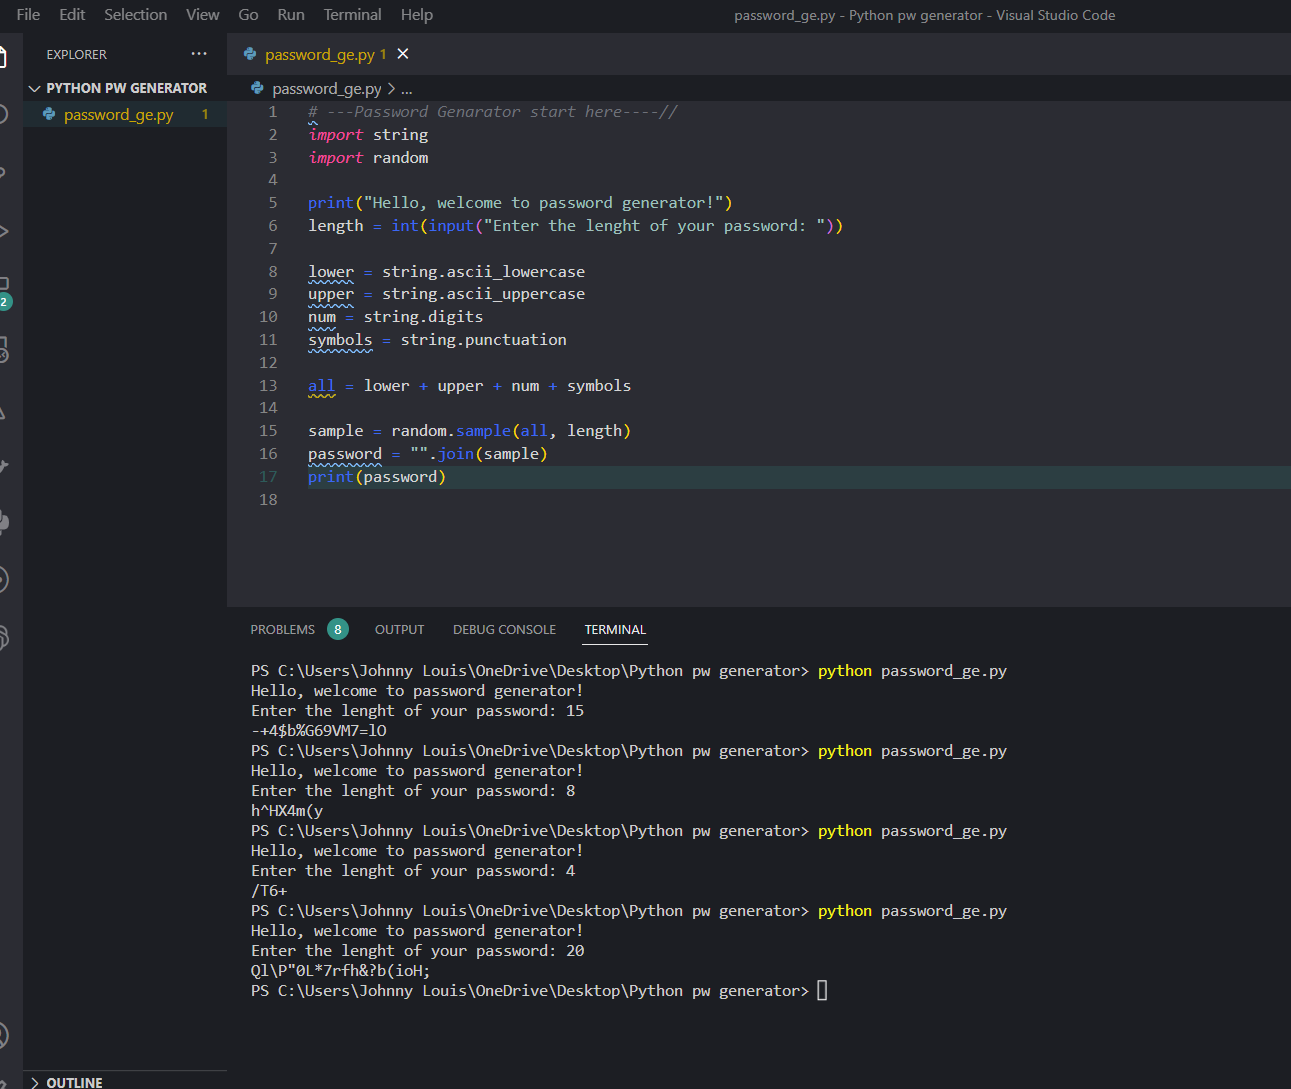 File Edit Selection View Go Run Terminal Help
password_ge.py - Python pw generator - Visual Studio Code
EXPLORER ...
PYTHON PW GENERATOR
password_ge.py 1
2
OUTLINE
password_ge.py 1
password_ge.py > ...
1 # ---Password Genarator start here----//
2 import string
3 import random
4
5 print("Hello, welcome to password generator!")
6 length = int(input("Enter the lenght of your password: "))
7
8 lower = string.ascii_lowercase
9 upper = string.ascii_uppercase
10 num = string.digits
11 symbols = string.punctuation
12
13 all = lower + upper + num + symbols
14
15 sample = random.sample(all, length)
16 password = "".join(sample)
17 print(password)
18
PROBLEMS 8 OUTPUT DEBUG CONSOLE TERMINAL
PS C:\Users\Johnny Louis\OneDrive\Desktop\Python pw generator> python password_ge.py
Hello, welcome to password generator!
Enter the lenght of your password: 15
-+4$b%G69VM7=lO
PS C:\Users\Johnny Louis\OneDrive\Desktop\Python pw generator> python password_ge.py
Hello, welcome to password generator!
Enter the lenght of your password: 8
h^HX4m(y
PS C:\Users\Johnny Louis\OneDrive\Desktop\Python pw generator> python password_ge.py
Hello, welcome to password generator!
Enter the lenght of your password: 4
/T6+
PS C:\Users\Johnny Louis\OneDrive\Desktop\Python pw generator> python password_ge.py
Hello, welcome to password generator!
Enter the lenght of your password: 20
Ql\P"0L*7rfh&?b(ioH;
PS C:\Users\Johnny Louis\OneDrive\Desktop\Python pw generator>